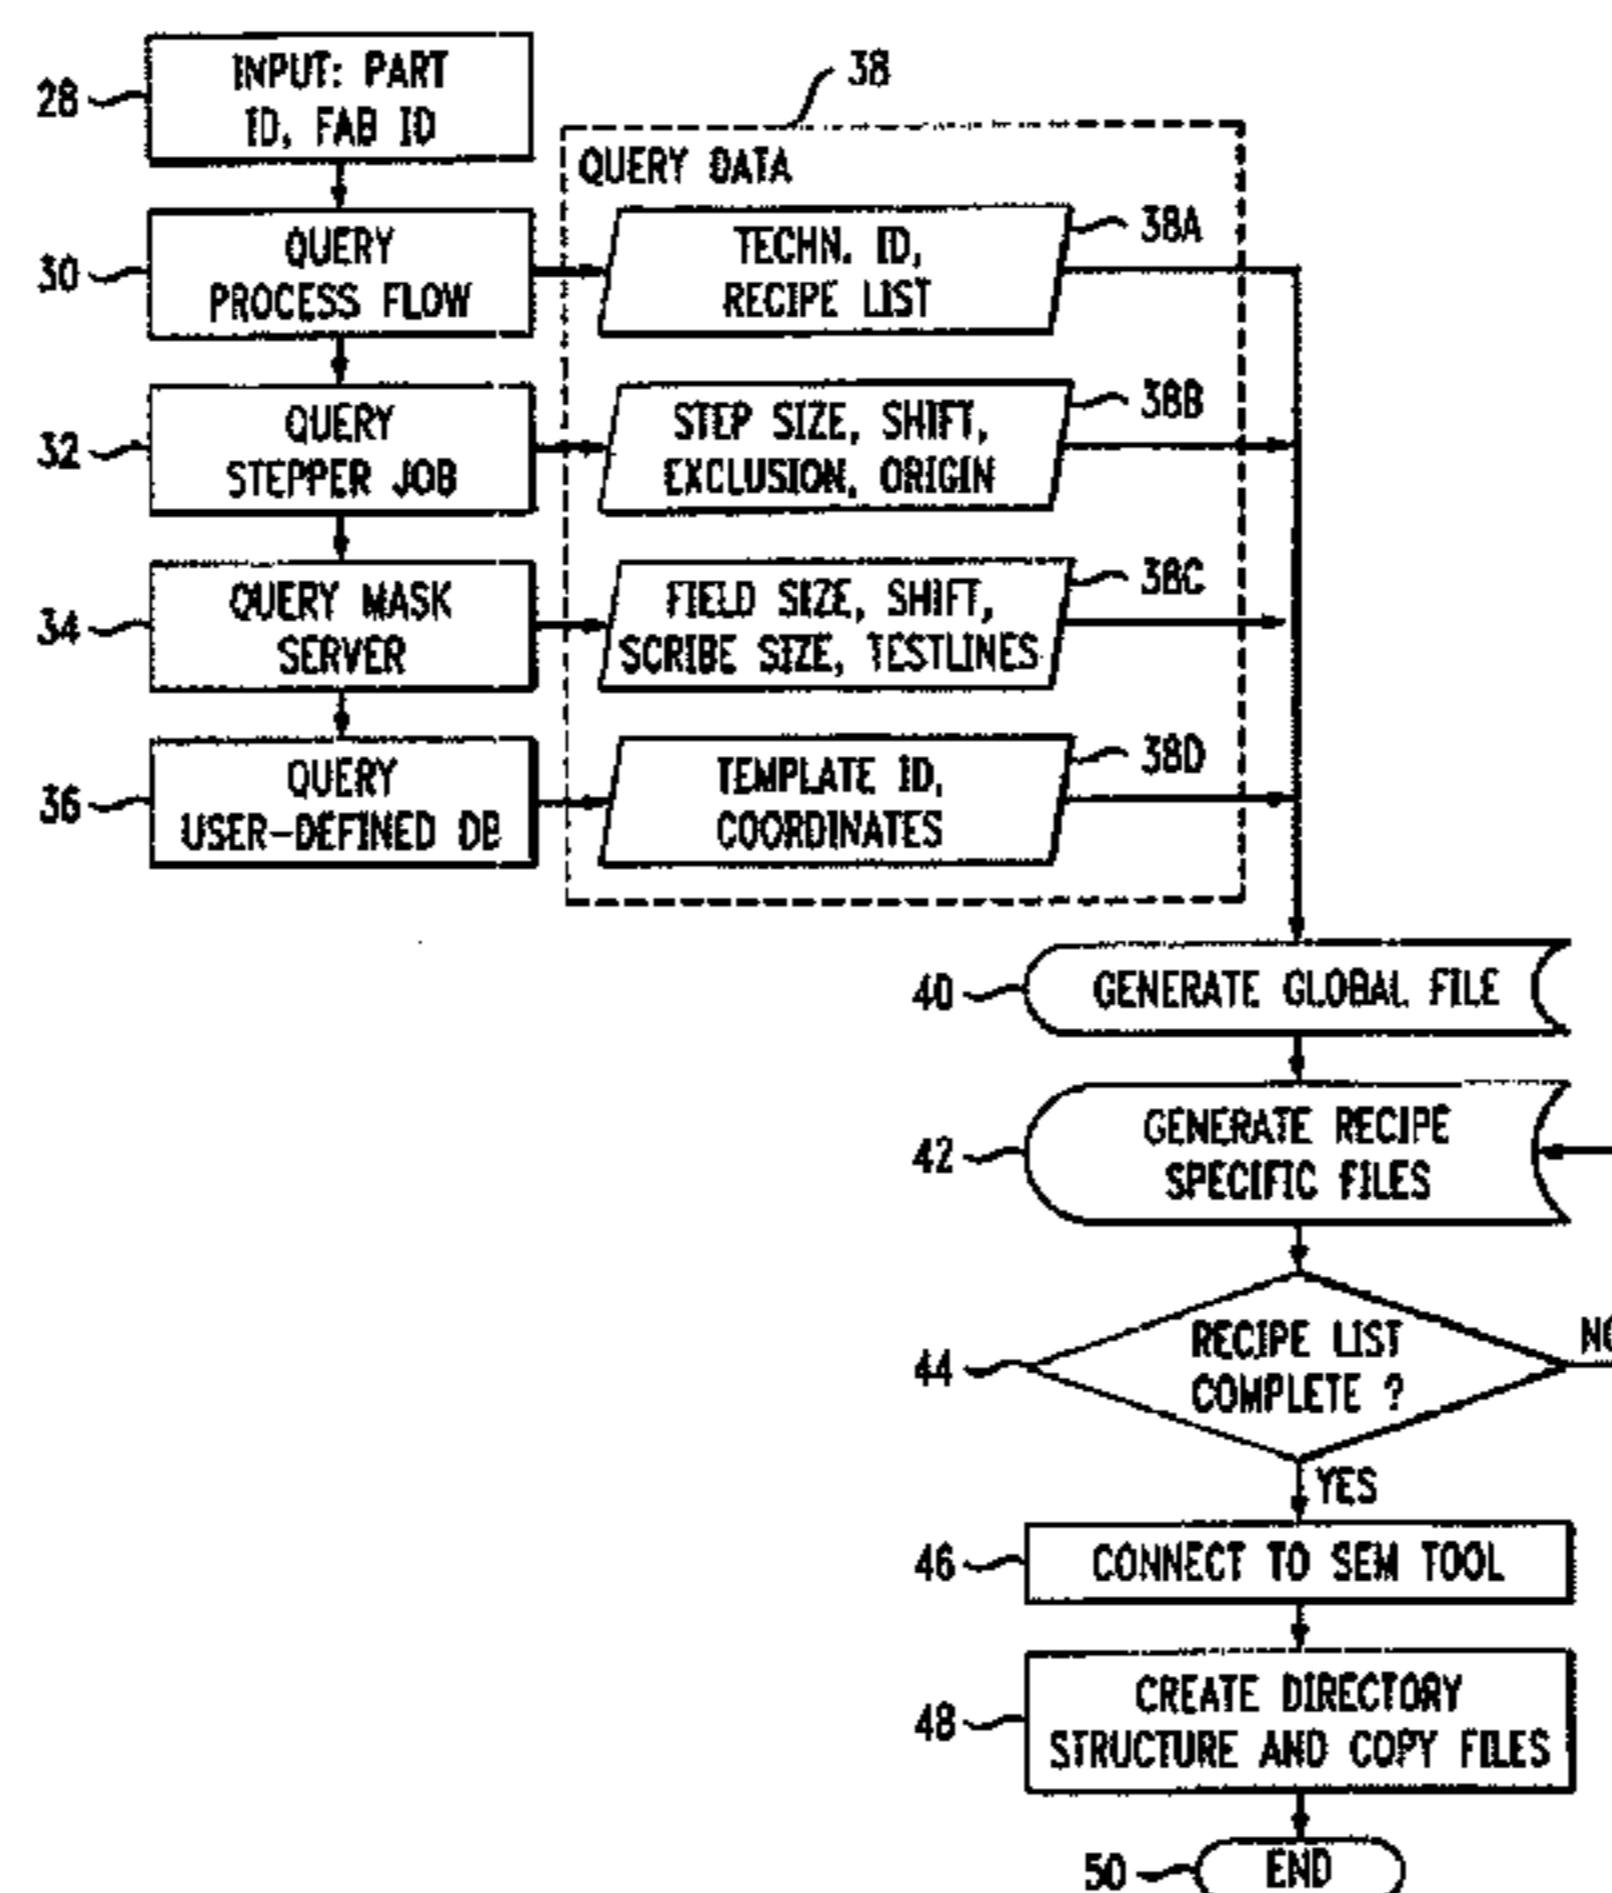 28
INPUT: PART
ID, FAB ID
38
QUERY DATA
30
QUERY
PROCESS FLOW
TECHN. ID,
RECIPE LIST
38A
32
QUERY
STEPPER JOB
STEP SIZE, SHIFT,
EXCLUSION, ORIGIN
38B
34
QUERY MASK
SERVER
FIELD SIZE, SHIFT,
SCRIBE SIZE, TESTLINES
38C
36
QUERY
USER-DEFINED DB
TEMPLATE ID,
COORDINATES
38D
40
GENERATE GLOBAL FILE
42
GENERATE RECIPE
SPECIFIC FILES
44
RECIPE LIST
COMPLETE ?
YES
46
CONNECT TO SEM TOOL
48
CREATE DIRECTORY
STRUCTURE AND COPY FILES
50
END